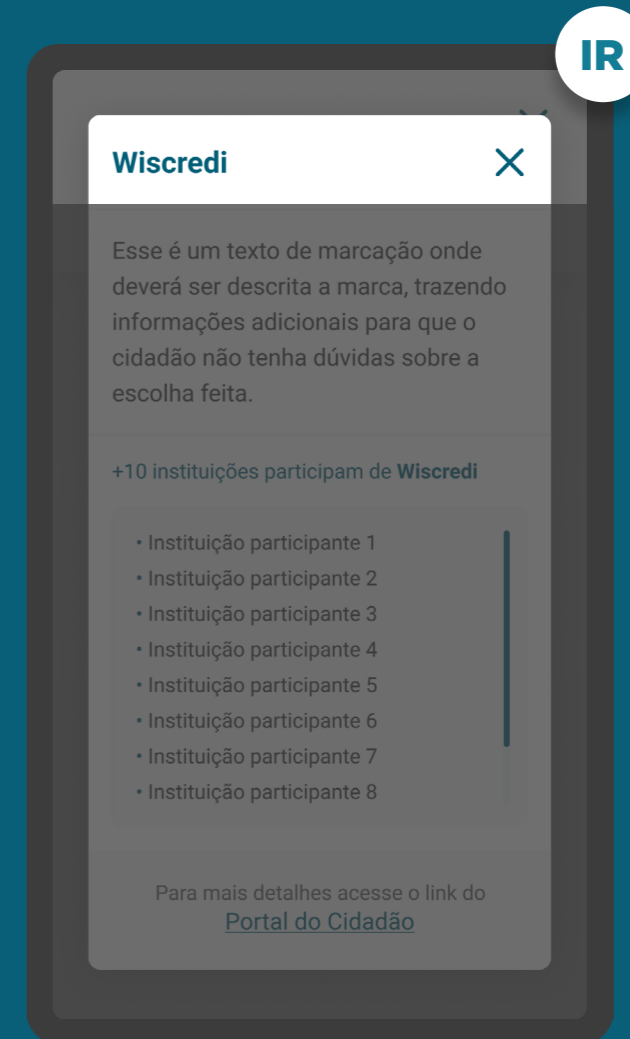 IR
Wiscredi
Esse é um texto de marcação onde
deverá ser descrita a marca, trazendo
informações adicionais para que o
cidadão não tenha dúvidas sobre a
escolha feita.
+10 instituições participam de Wiscredi
• Instituição participante 1
• Instituição participante 2
• Instituição participante 3
• Instituição participante 4
• Instituição participante 5
• Instituição participante 6
• Instituição participante 7
• Instituição participante 8
Para mais detalhes acesse o link do
Portal do Cidadão